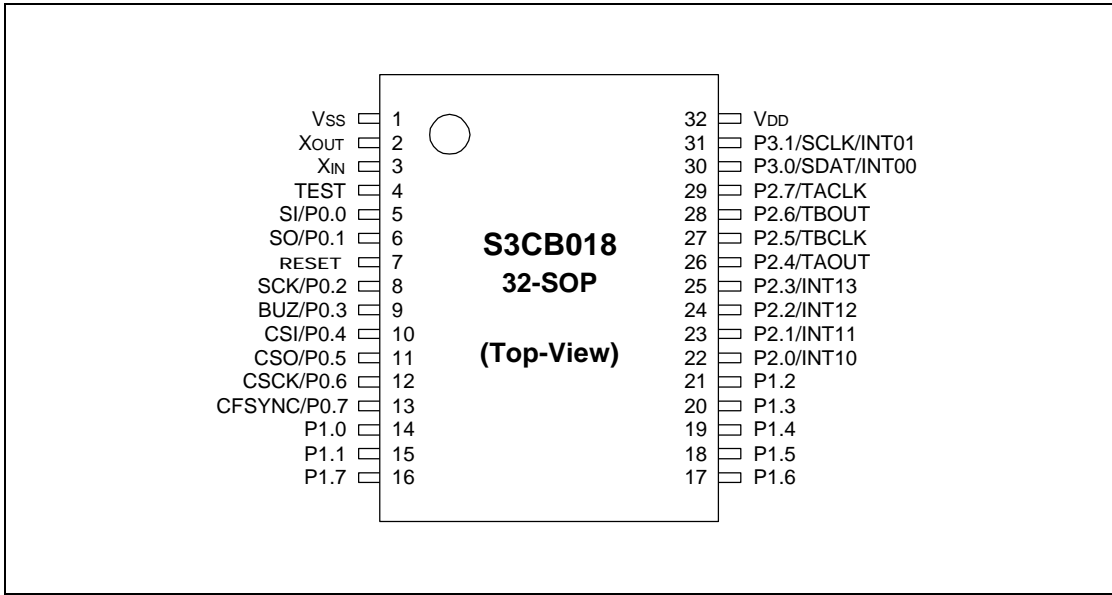 VSS 1
XOUT 2
XIN 3
TEST 4
SI/P0.0 5
SO/P0.1 6
RESET 7
SCK/P0.2 8
BUZ/P0.3 9
CSI/P0.4 10
CSO/P0.5 11
CSCK/P0.6 12
CFSYNC/P0.7 13
P1.0 14
P1.1 15
P1.7 16
S3CB018
32-SOP
(Top-View)
32 VDD
31 P3.1/SCLK/INT01
30 P3.0/SDAT/INT00
29 P2.7/TACLK
28 P2.6/TBOUT
27 P2.5/TBCLK
26 P2.4/TAOUT
25 P2.3/INT13
24 P2.2/INT12
23 P2.1/INT11
22 P2.0/INT10
21 P1.2
20 P1.3
19 P1.4
18 P1.5
17 P1.6